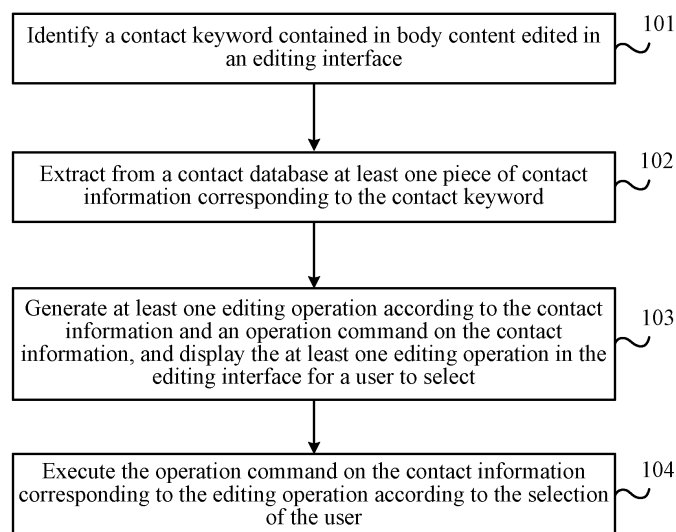 Identify a contact keyword contained in body content edited in
an editing interface
101
Extract from a contact database at least one piece of contact
information corresponding to the contact keyword
102
Generate at least one editing operation according to the contact
information and an operation command on the contact
information, and display the at least one editing operation in the
editing interface for a user to select
103
Execute the operation command on the contact information
corresponding to the editing operation according to the selection
of the user
104